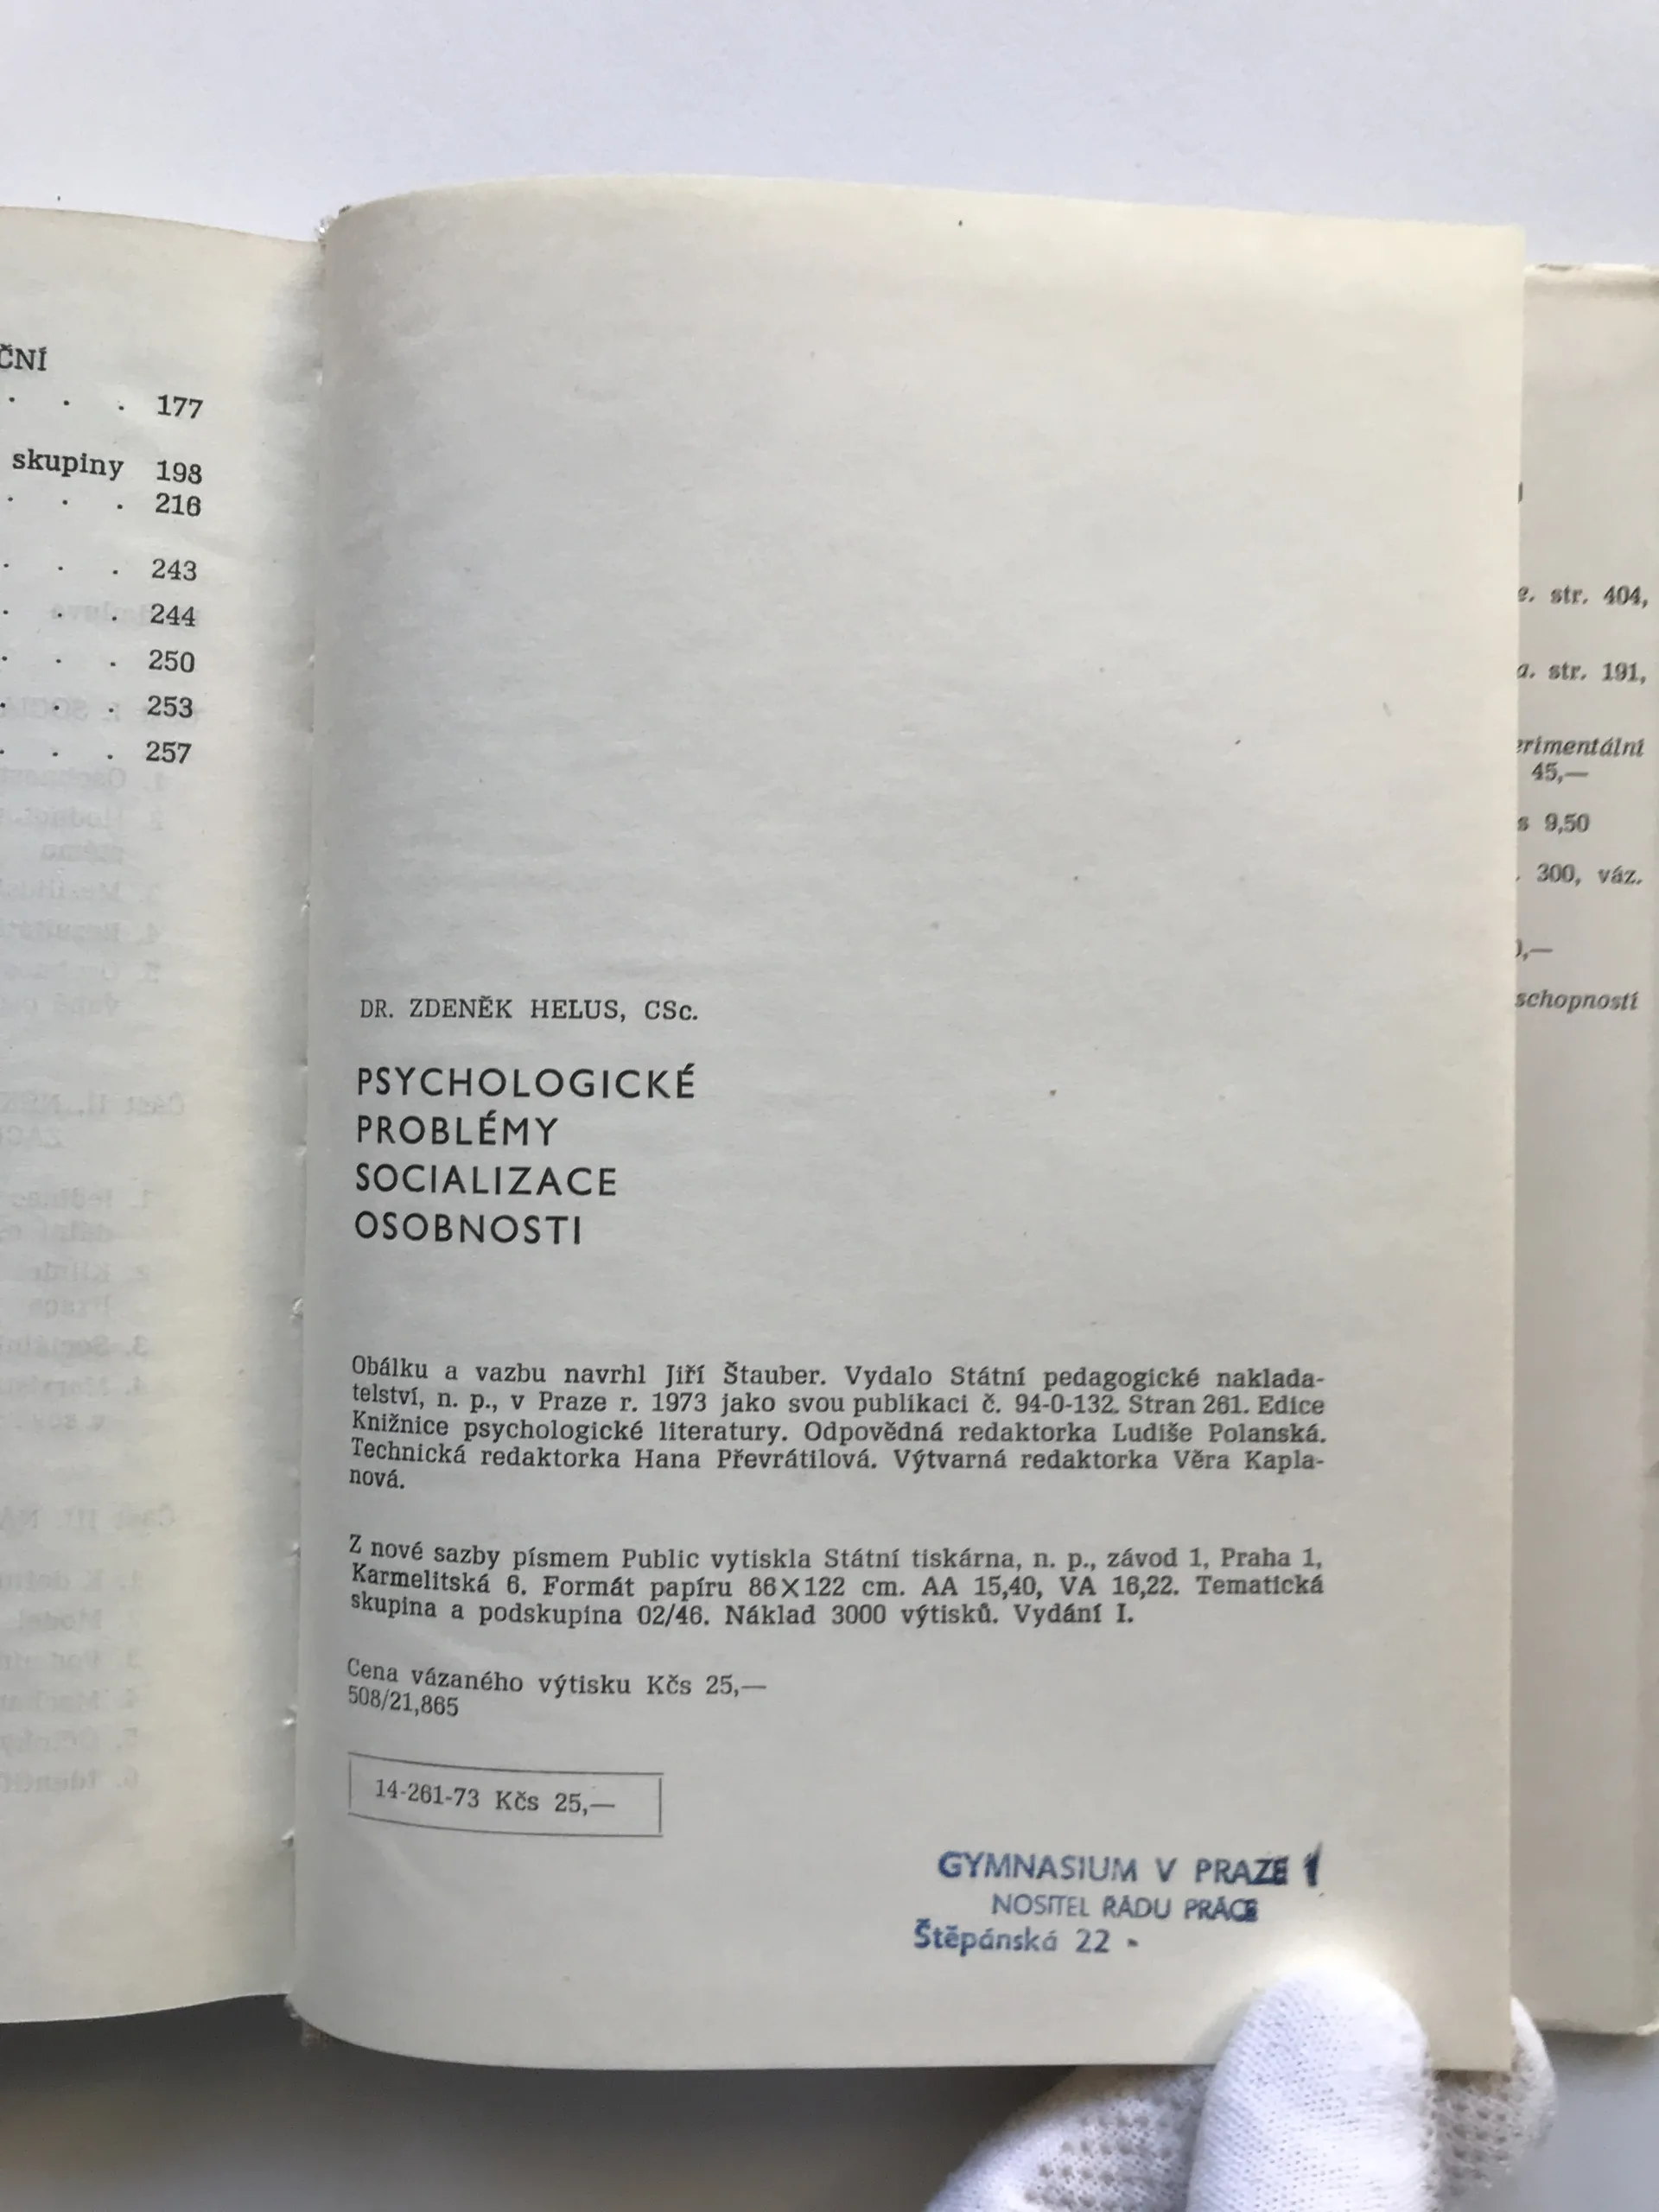 ČNÍ
. . . 177
skupiny 198
. . . 216
. . . 243
. . . 244
. . . 250
. . . 253
. . . 257
DR. ZDENĚK HELUS, CSc.
PSYCHOLOGICKÉ
PROBLÉMY
SOCIALIZACE
OSOBNOSTI
Obálku a vazbu navrhl Jiří Štauber. Vydalo Státní pedagogické naklada-
telství, n. p., v Praze r. 1973 jako svou publikaci č. 94-0-132. Stran 261. Edice
Knižnice psychologické literatury. Odpovědná redaktorka Ludiše Polanská.
Technická redaktorka Hana Převrátilová. Výtvarná redaktorka Věra Kapla-
nová.
Z nové sazby písmem Public vytiskla Státní tiskárna, n. p., závod 1, Praha 1,
Karmelitská 6. Formát papíru 86×122 cm. AA 15,40, VA 16,22. Tematická
skupina a podskupina 02/46. Náklad 3000 výtisků. Vydání I.
Cena vázaného výtisku Kčs 25,—
508/21,865
14-261-73 Kčs 25,—
GYMNASIUM V PRAZE 1
NOSITEL ŘÁDU PRÁCE
Štěpánská 22 -
e. str. 404,
a. str. 191,
erimentální
45,—
s 9,50
. 300, váz.
),—
schopností